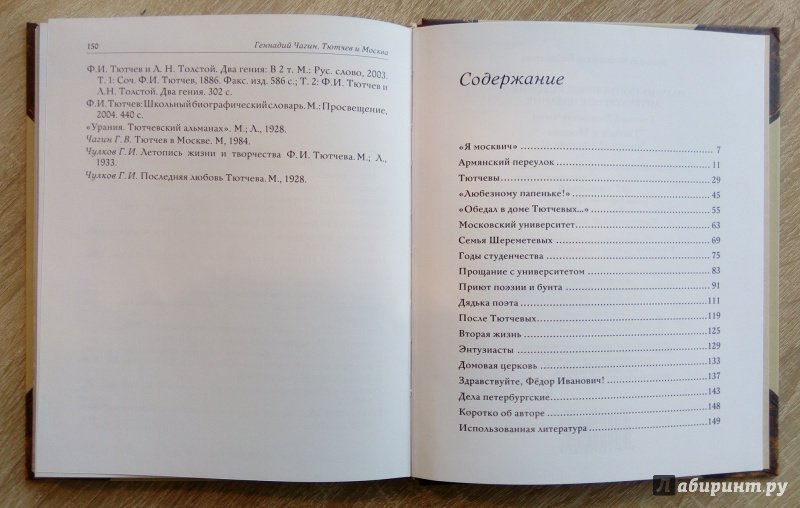 150
Геннадий Чагин. Тютчев и Москва
Ф.И. Тютчев и Л. Н. Толстой. Два гения: В 2 т. М.: Рус. слово, 2003.
Т. 1: Соч. Ф.И. Тютчев, 1886. Факс. изд. 586 с.; Т. 2: Ф.И. Тютчев и
Л.Н. Толстой. Два гения. 302 с.
Ф.И. Тютчев: Школьный биографический словарь. М.: Просвещение,
2004. 440 с.
«Урания. Тютчевский альманах». М.; Л., 1928.
Чагин Г. В. Тютчев в Москве. М, 1984.
Чулков Г. И. Летопись жизни и творчества Ф. И. Тютчева. М.; Л.,
1933.
Чулков Г. И. Последняя любовь Тютчева. М., 1928.
Содержание
«Я москвич» 7
Армянский переулок 11
Тютчевы 29
«Любезному папеньке!» 45
«Обедал в доме Тютчевых...» 55
Московский университет 63
Семья Шереметевых 69
Годы студенчества 75
Прощание с университетом 83
Приют поэзии и бунта 91
Дядька поэта 111
После Тютчевых 119
Вторая жизнь 125
Энтузиасты 129
Домовая церковь 133
Здравствуйте, Фёдор Иванович! 137
Дела петербургские 143
Коротко об авторе 148
Использованная литература 149
Лабиринт.ру